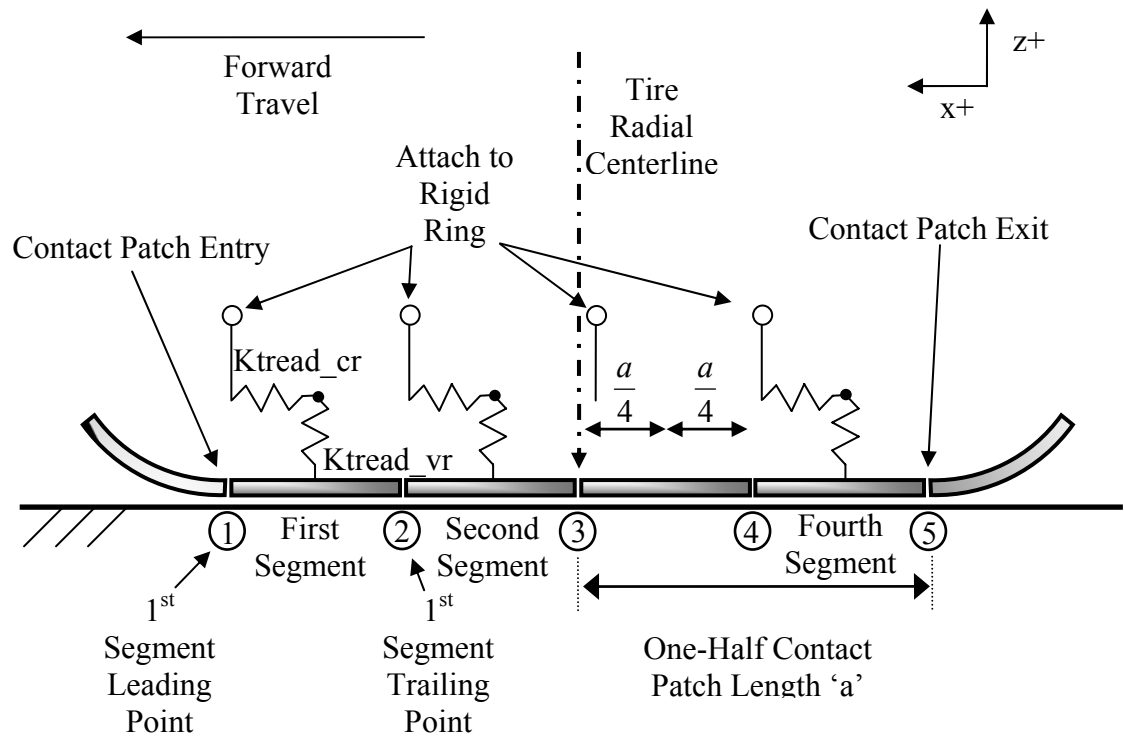 z+
x+
Forward
Travel
Tire
Radial
Centerline
Attach to
Rigid
Ring
Contact Patch Entry
Contact Patch Exit
Ktread_cr
a
4
a
4
Ktread_vr
1
First
Segment
2
Second
Segment
3
4
Fourth
Segment
5
1st
Segment
Leading
Point
1st
Segment
Trailing
Point
One-Half Contact
Patch Length ‘a’